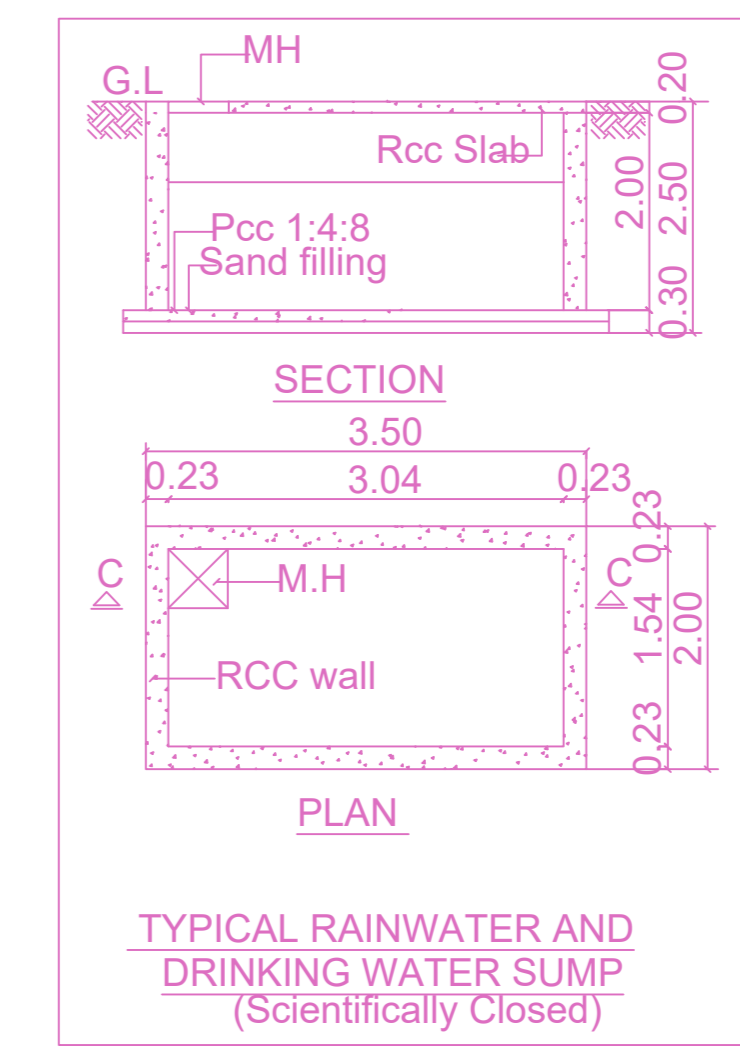 MH
G.L
0.20
Rcc Slab
2.00
2.50
Pcc 1:4:8
Sand filling
0.30
SECTION
3.50
0.23
3.04
0.23
0.23
C
M.H
C
1.54
2.00
RCC wall
0.23
PLAN
TYPICAL RAINWATER AND
DRINKING WATER SUMP
(Scientifically Closed)